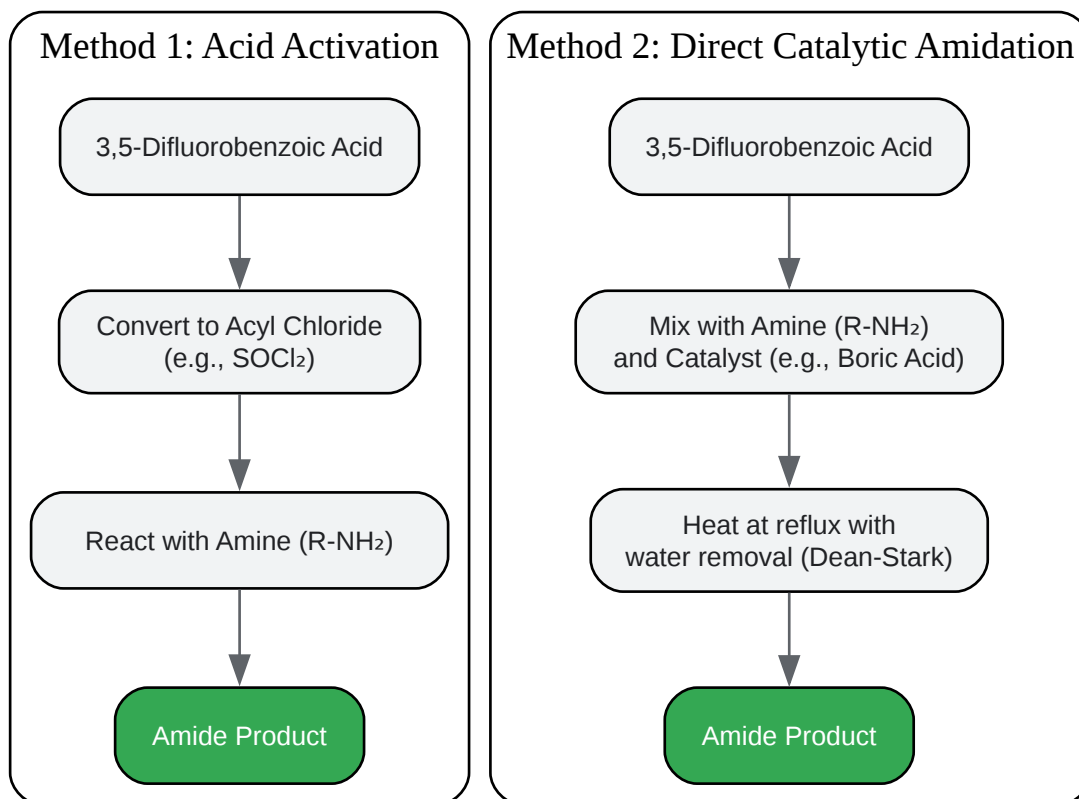 Method 1: Acid Activation
3,5-Difluorobenzoic Acid
Convert to Acyl Chloride
(e.g., SOCl₂)
React with Amine (R-NH₂)
Amide Product
Method 2: Direct Catalytic Amidation
3,5-Difluorobenzoic Acid
Mix with Amine (R-NH₂)
and Catalyst (e.g., Boric Acid)
Heat at reflux with
water removal (Dean-Stark)
Amide Product